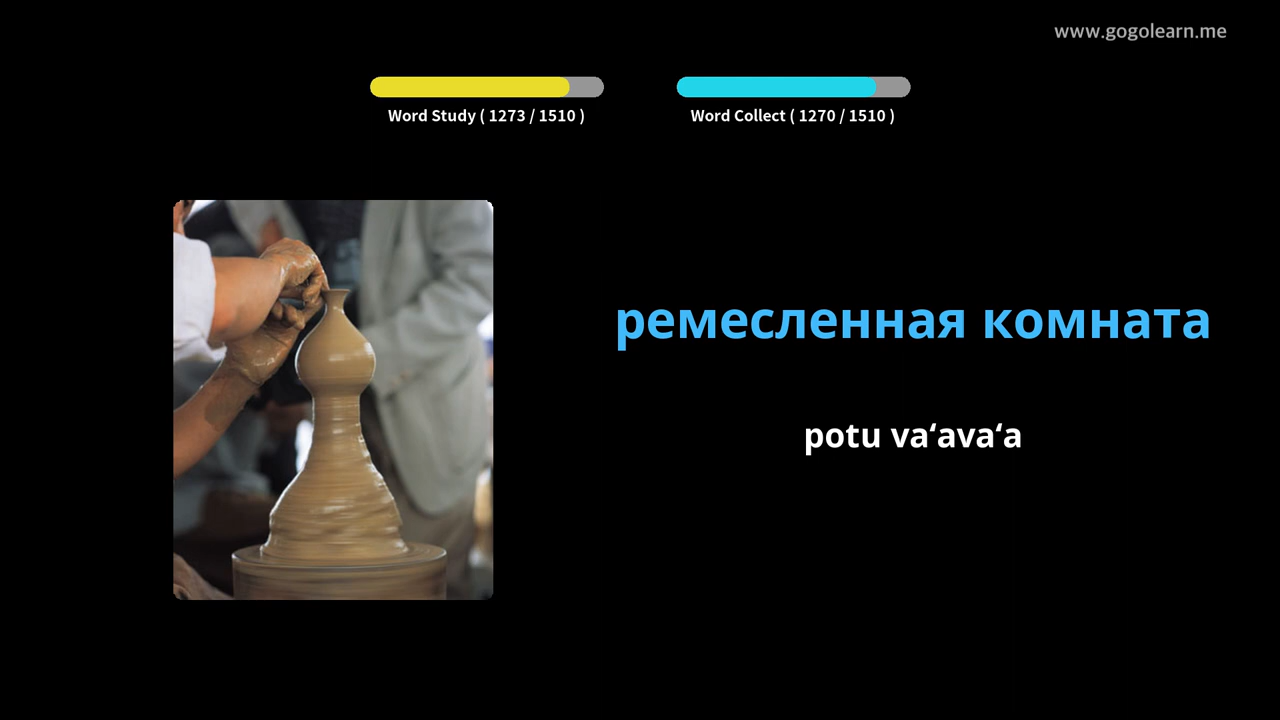 www.gogolearn.me
Word Study ( 1273 / 1510 )
Word Collect ( 1270 / 1510 )
ремесленная комната
potu vaʻavaʻa